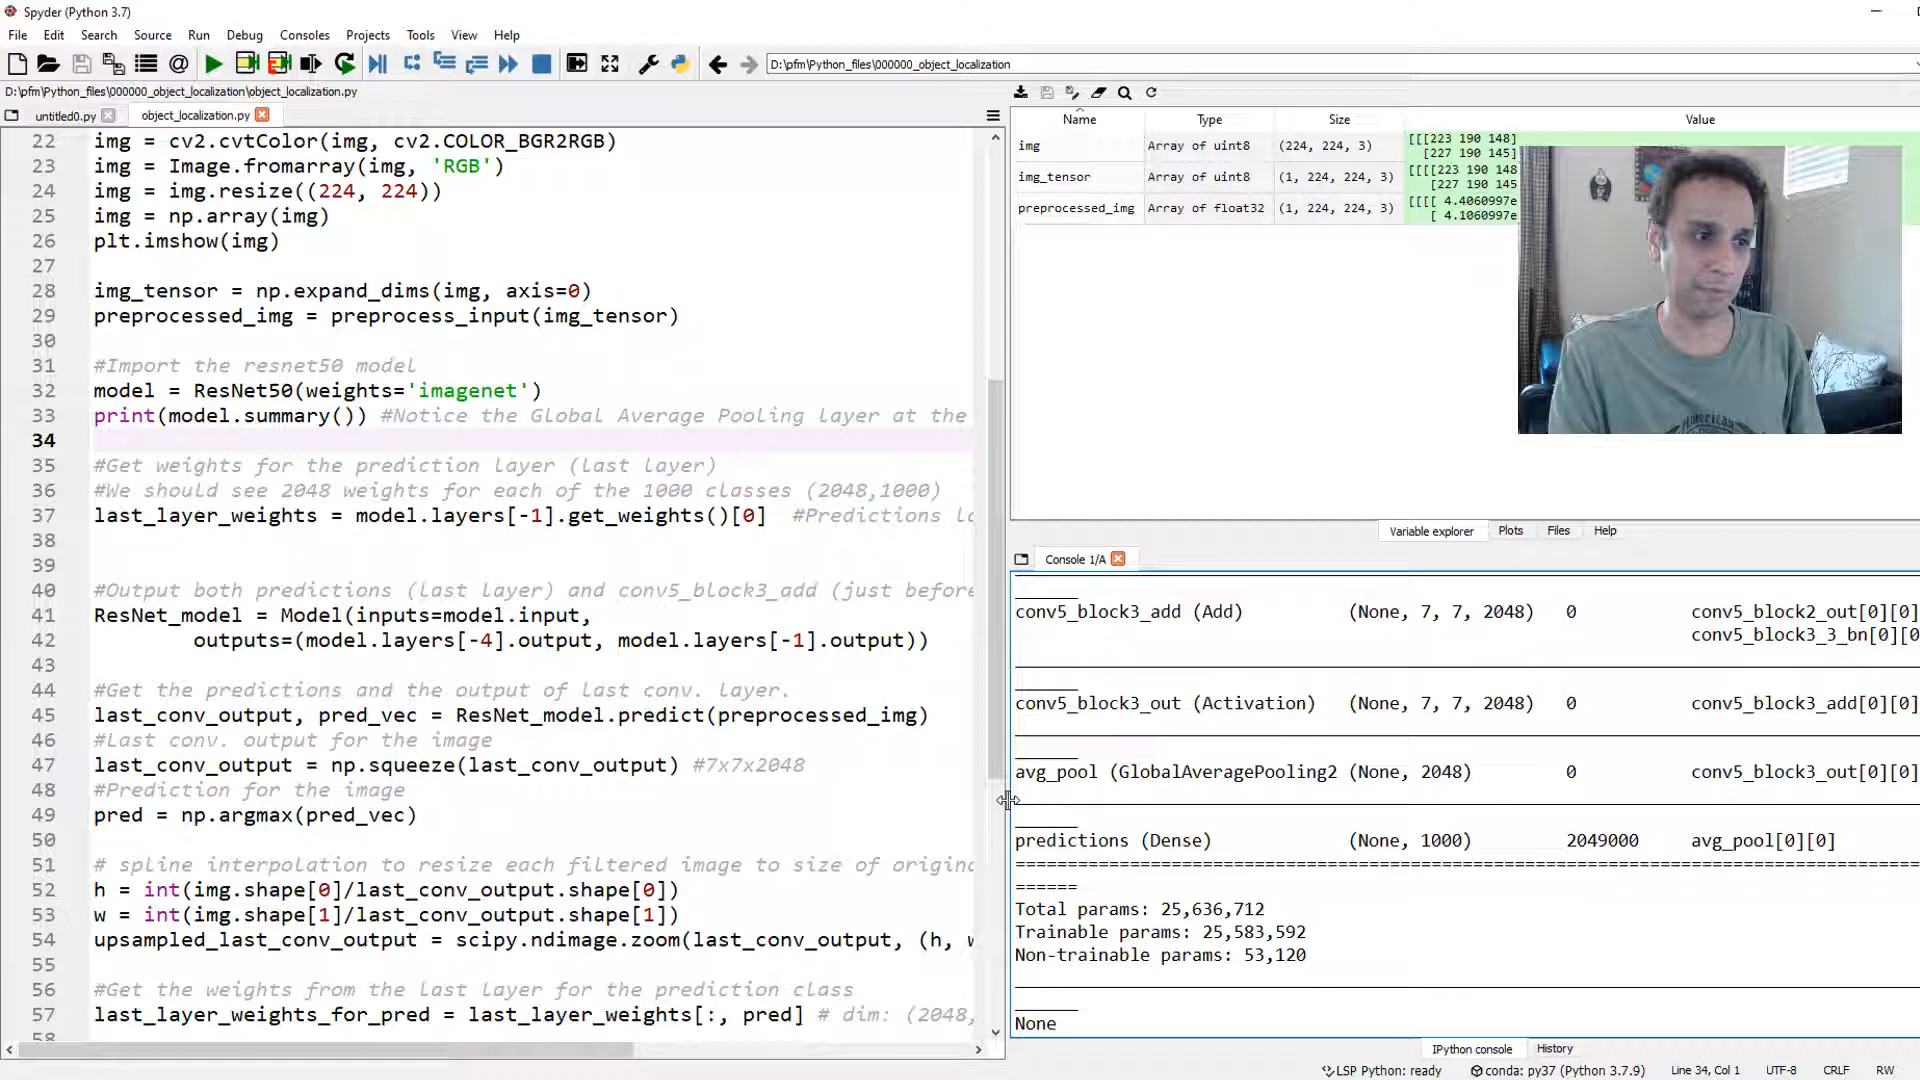 Spyder (Python 3.7)
File Edit Search Source Run Debug Consoles Projects Tools View Help
D:\pfm\Python_files\000000_object_localization
D:\pfm\Python_files\000000_object_localization\object_localization.py
untitled0.py object_localization.py
22 img = cv2.cvtColor(img, cv2.COLOR_BGR2RGB)
23 img = Image.fromarray(img, 'RGB')
24 img = img.resize((224, 224))
25 img = np.array(img)
26 plt.imshow(img)
27
28 img_tensor = np.expand_dims(img, axis=0)
29 preprocessed_img = preprocess_input(img_tensor)
30
31 #Import the resnet50 model
32 model = ResNet50(weights='imagenet')
33 print(model.summary()) #Notice the Global Average Pooling layer at the
34
35 #Get weights for the prediction layer (last layer)
36 #We should see 2048 weights for each of the 1000 classes (2048,1000)
37 last_layer_weights = model.layers[-1].get_weights()[0] #Predictions la
38
39
40 #Output both predictions (last layer) and conv5_block3_add (just before
41 ResNet_model = Model(inputs=model.input,
42 outputs=(model.layers[-4].output, model.layers[-1].output))
43
44 #Get the predictions and the output of last conv. layer.
45 last_conv_output, pred_vec = ResNet_model.predict(preprocessed_img)
46 #Last conv. output for the image
47 last_conv_output = np.squeeze(last_conv_output) #7x7x2048
48 #Prediction for the image
49 pred = np.argmax(pred_vec)
50
51 # spline interpolation to resize each filtered image to size of origin
52 h = int(img.shape[0]/last_conv_output.shape[0])
53 w = int(img.shape[1]/last_conv_output.shape[1])
54 upsampled_last_conv_output = scipy.ndimage.zoom(last_conv_output, (h, w
55
56 #Get the weights from the last layer for the prediction class
57 last_layer_weights_for_pred = last_layer_weights[:, pred] # dim: (2048,
58
Name Type Size Value
img Array of uint8 (224, 224, 3) [[[223 190 148]
[227 190 145]
img_tensor Array of uint8 (1, 224, 224, 3) [[[[223 190 148
[227 190 145
preprocessed_img Array of float32 (1, 224, 224, 3) [[[[ 4.4060997e
[ 4.1060997e
Variable explorer Plots Files Help
Console 1/A
conv5_block3_add (Add) (None, 7, 7, 2048) 0 conv5_block2_out[0][0]
conv5_block3_3_bn[0][0
conv5_block3_out (Activation) (None, 7, 7, 2048) 0 conv5_block3_add[0][0]
avg_pool (GlobalAveragePooling2 (None, 2048) 0 conv5_block3_out[0][0]
predictions (Dense) (None, 1000) 2049000 avg_pool[0][0]
Total params: 25,636,712
Trainable params: 25,583,592
Non-trainable params: 53,120
None
IPython console History
LSP Python: ready conda: py37 (Python 3.7.9) Line 34, Col 1 UTF-8 CRLF RW